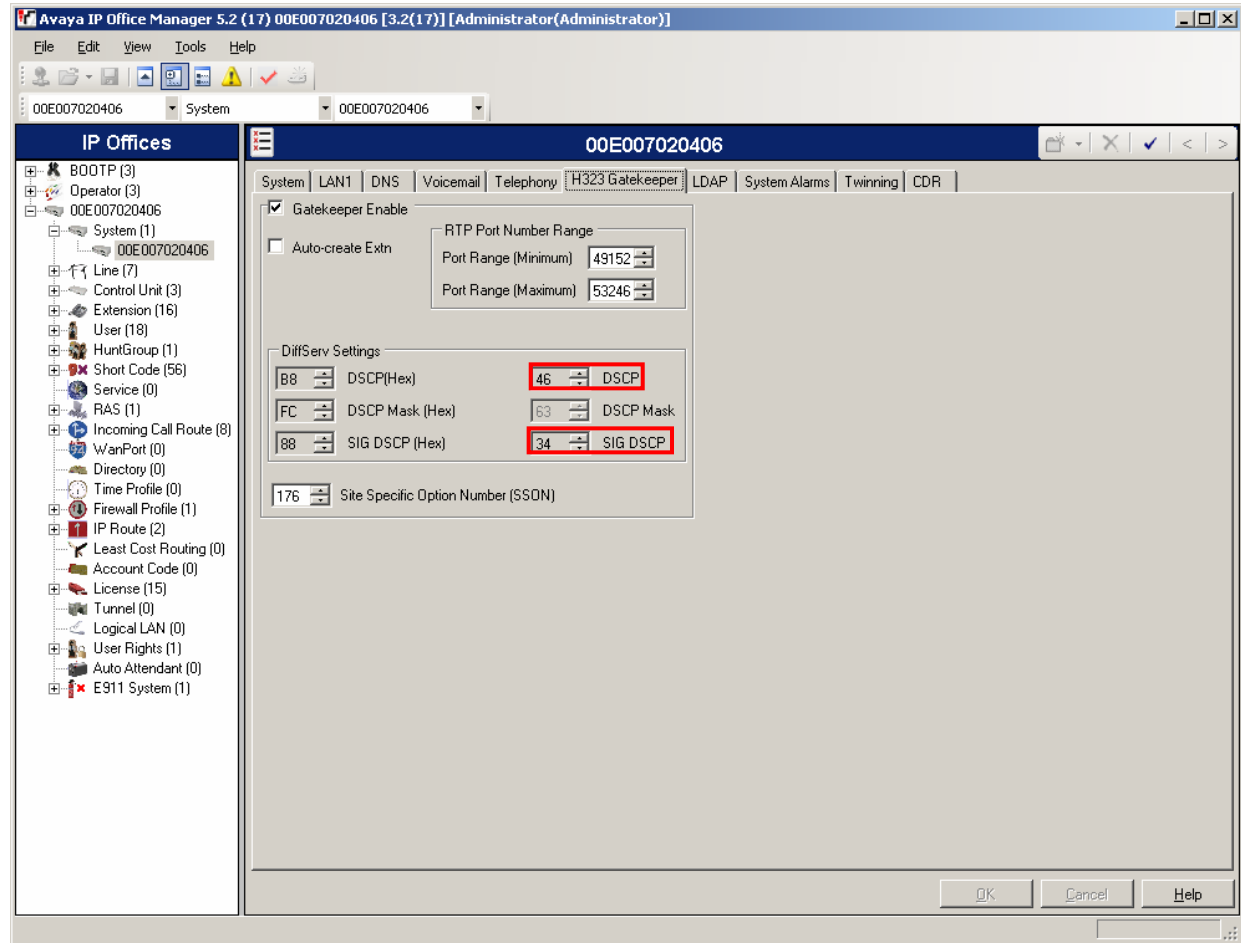 Avaya IP Office Manager 5.2 (17) 00E007020406 [3.2(17)] [Administrator(Administrator)]
File Edit View Tools Help
00E007020406 System 00E007020406
IP Offices
00E007020406
BOOTP (3)
Operator (3)
00E007020406
System (1)
00E007020406
Line (7)
Control Unit (3)
Extension (16)
User (18)
HuntGroup (1)
Short Code (56)
Service (0)
RAS (1)
Incoming Call Route (8)
WanPort (0)
Directory (0)
Time Profile (0)
Firewall Profile (1)
IP Route (2)
Least Cost Routing (0)
Account Code (0)
License (15)
Tunnel (0)
Logical LAN (0)
User Rights (1)
Auto Attendant (0)
E911 System (1)
System LAN1 DNS Voicemail Telephony H323 Gatekeeper LDAP System Alarms Twinning CDR
Gatekeeper Enable
Auto-create Extn
RTP Port Number Range
Port Range (Minimum) 49152
Port Range (Maximum) 53246
DiffServ Settings
B8 DSCP(Hex) 46 DSCP
FC DSCP Mask (Hex) 63 DSCP Mask
88 SIG DSCP (Hex) 34 SIG DSCP
176 Site Specific Option Number (SSON)
OK Cancel Help